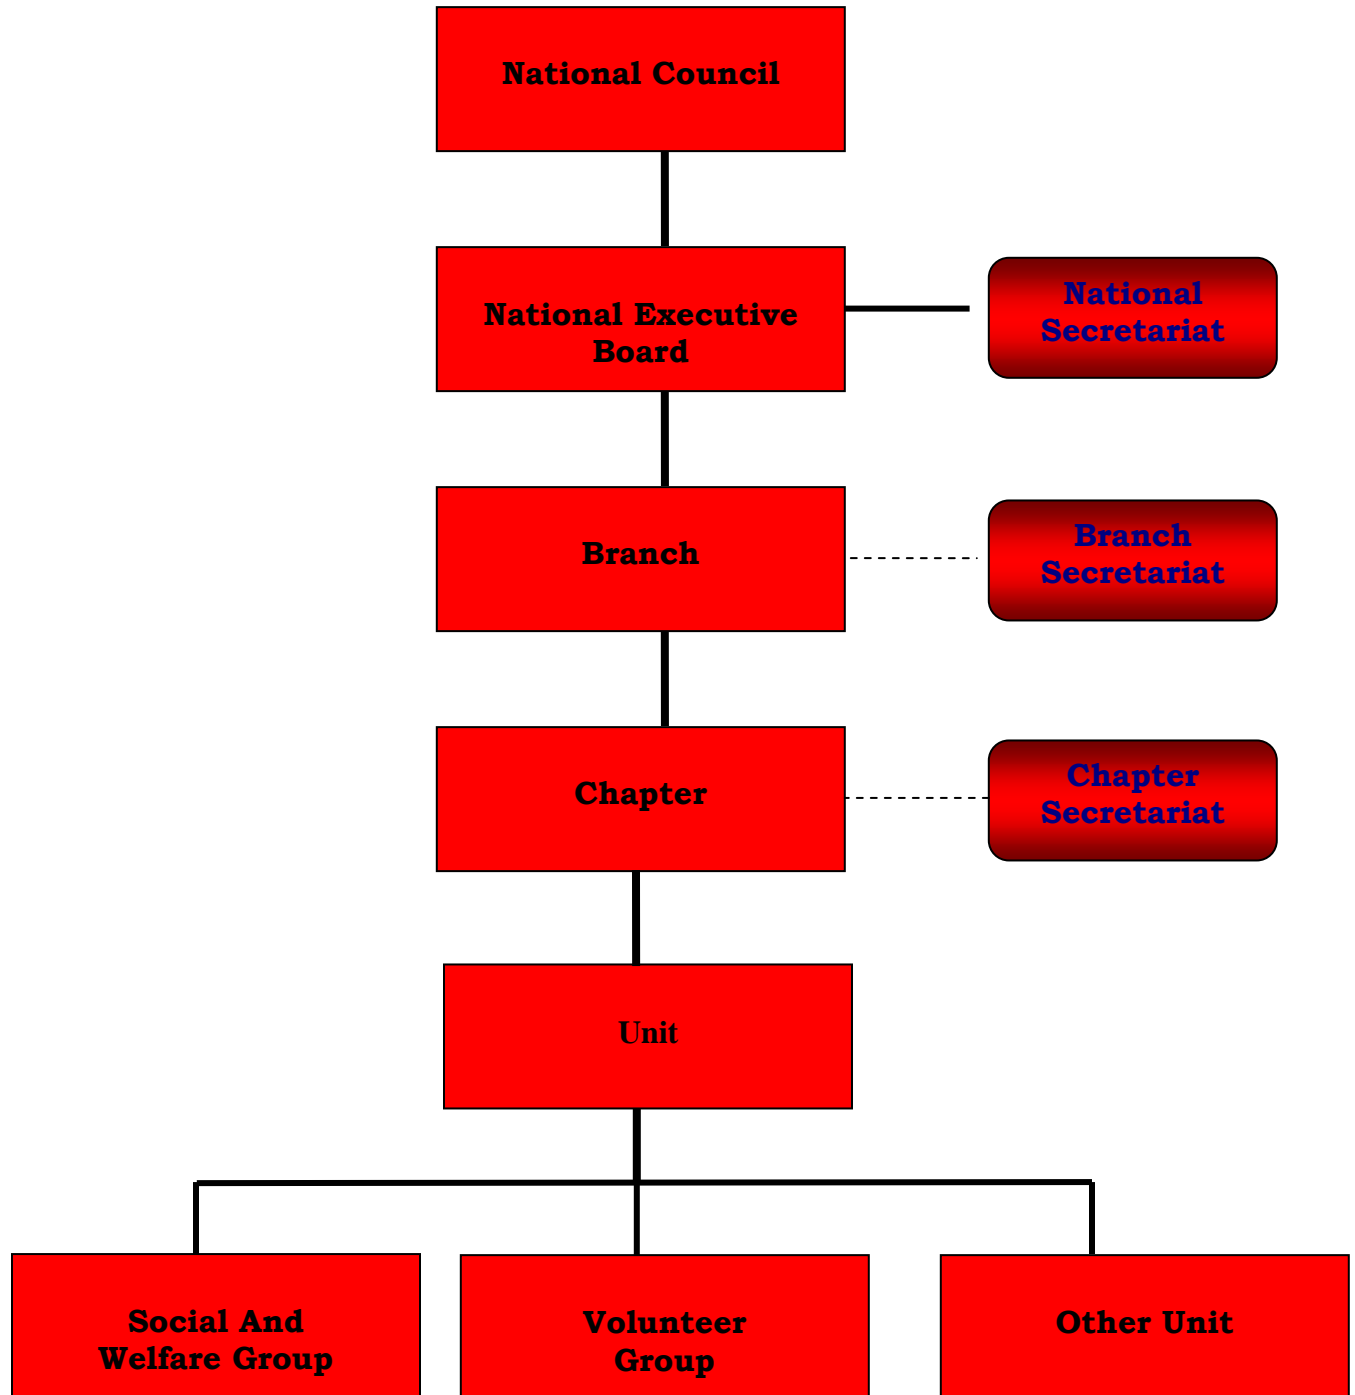 National Council
National Executive
Board
National
Secretariat
Branch
Branch
Secretariat
Chapter
Chapter
Secretariat
Unit
Social And
Welfare Group
Volunteer
Group
Other Unit